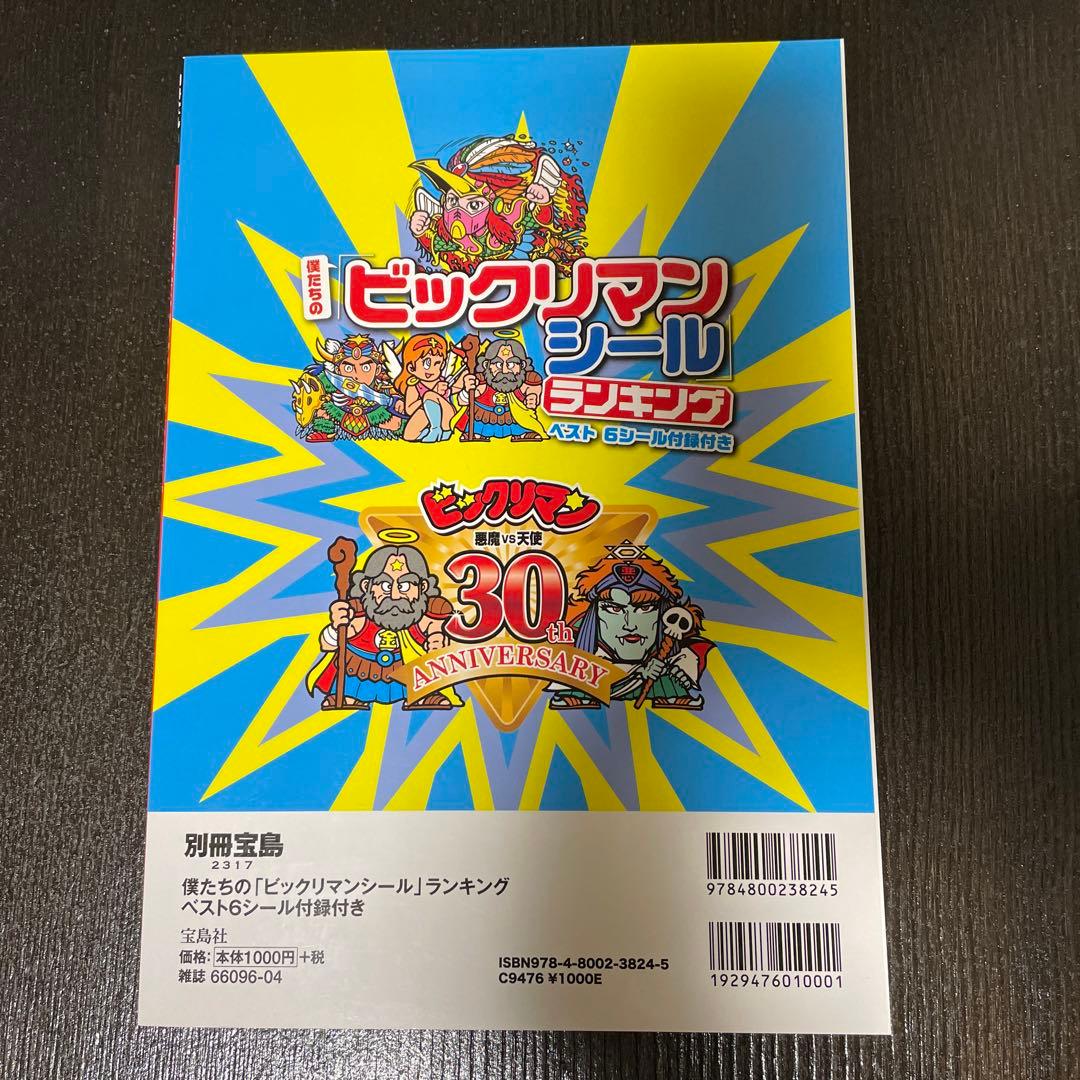 僕たちの
「ビックリマン
シール」
ランキング
ベスト 6シール付録付き
ビックリマン
悪魔VS天使
30th
ANNIVERSARY
金
悪
別冊宝島
2317
僕たちの「ビックリマンシール」ランキング
ベスト6シール付録付き
宝島社
価格:本体1000円+税
雑誌 66096-04
ISBN978-4-8002-3824-5
C9476 ¥1000E
9784800238245
1929476010001